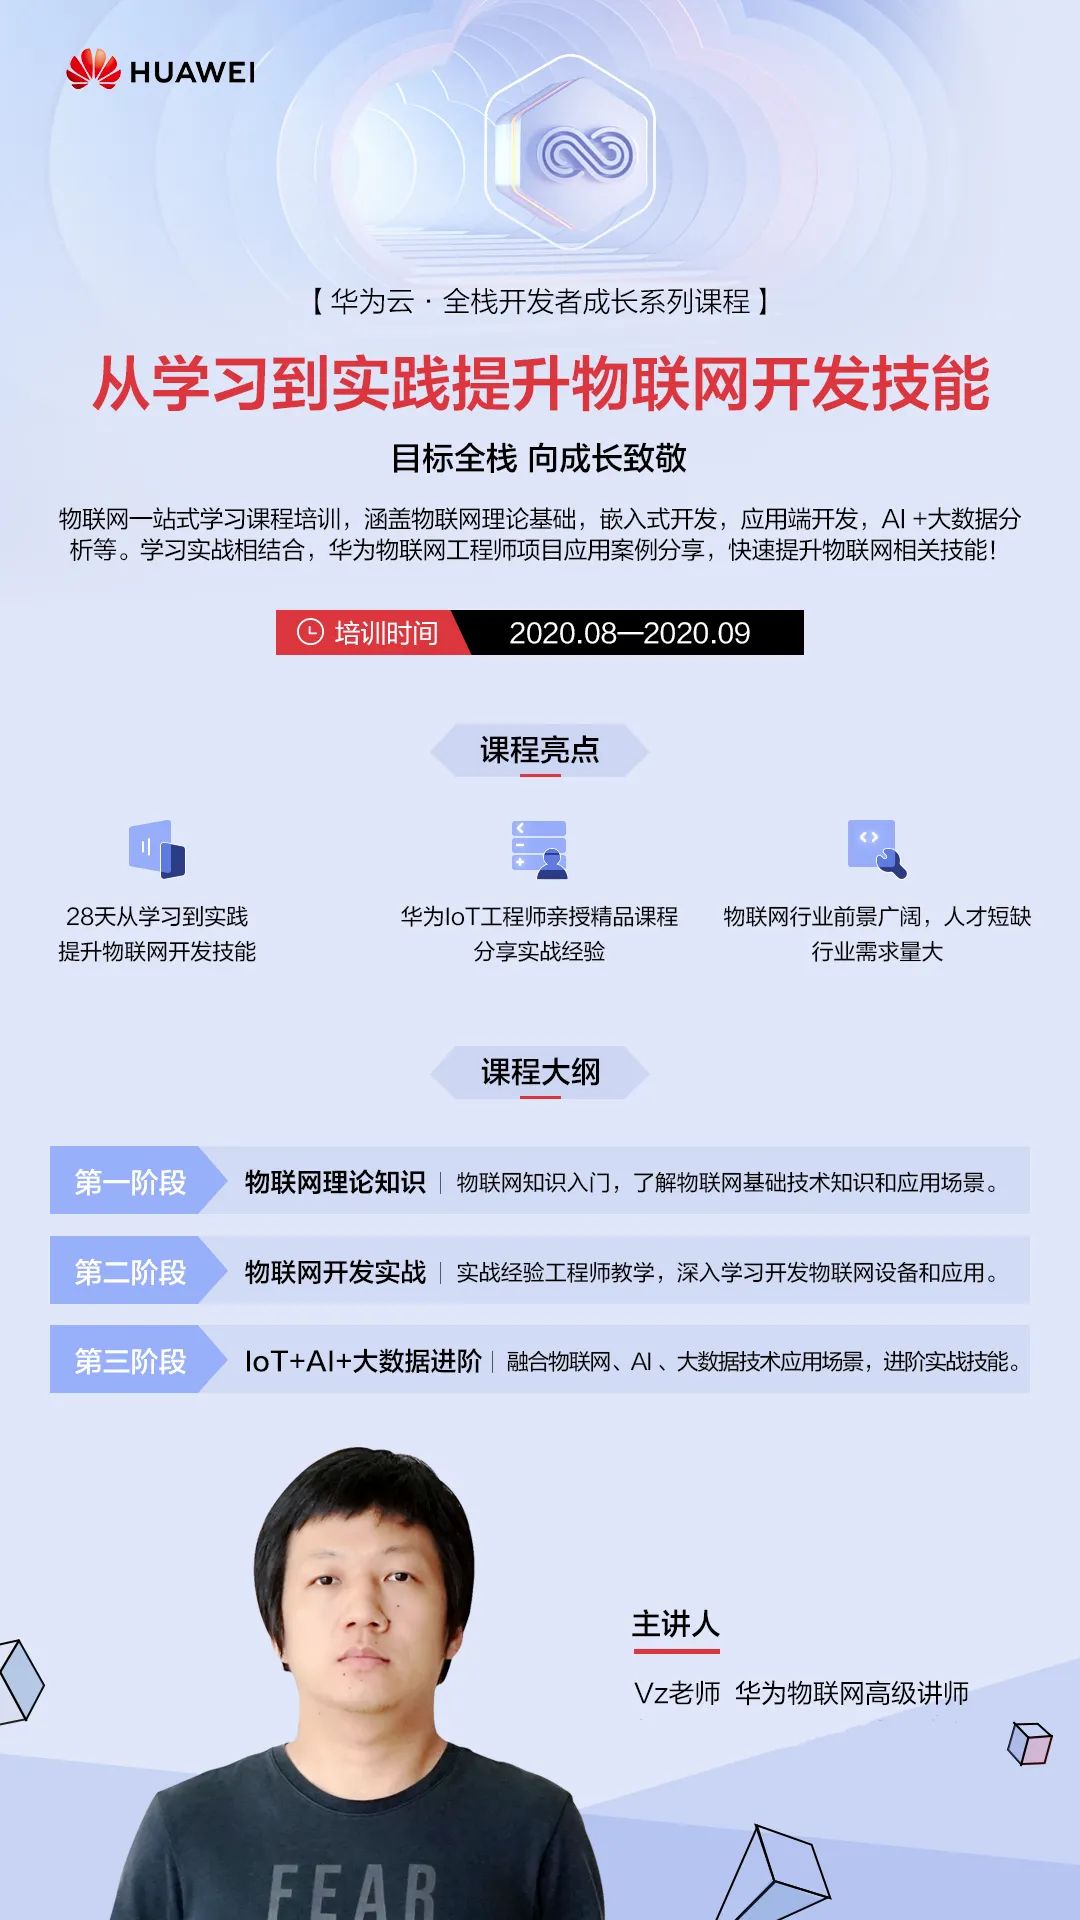 HUAWEI
【华为云·全栈开发者成长系列课程】
从学习到实践提升物联网开发技能
目标全栈 向成长致敬
物联网一站式学习课程培训，涵盖物联网理论基础，嵌入式开发，应用端开发，AI +大数据分
析等。学习实战相结合，华为物联网工程师项目应用案例分享，快速提升物联网相关技能！
培训时间 2020.08—2020.09
课程亮点
28天从学习到实践
提升物联网开发技能
华为IoT工程师亲授精品课程
分享实战经验
物联网行业前景广阔，人才短缺
行业需求量大
课程大纲
第一阶段 物联网理论知识 | 物联网知识入门，了解物联网基础技术知识和应用场景。
第二阶段 物联网开发实战 | 实战经验工程师教学，深入学习开发物联网设备和应用。
第三阶段 IoT+AI+大数据进阶 | 融合物联网、AI 、大数据技术应用场景，进阶实战技能。
主讲人
Vz老师 华为物联网高级讲师
FEAR